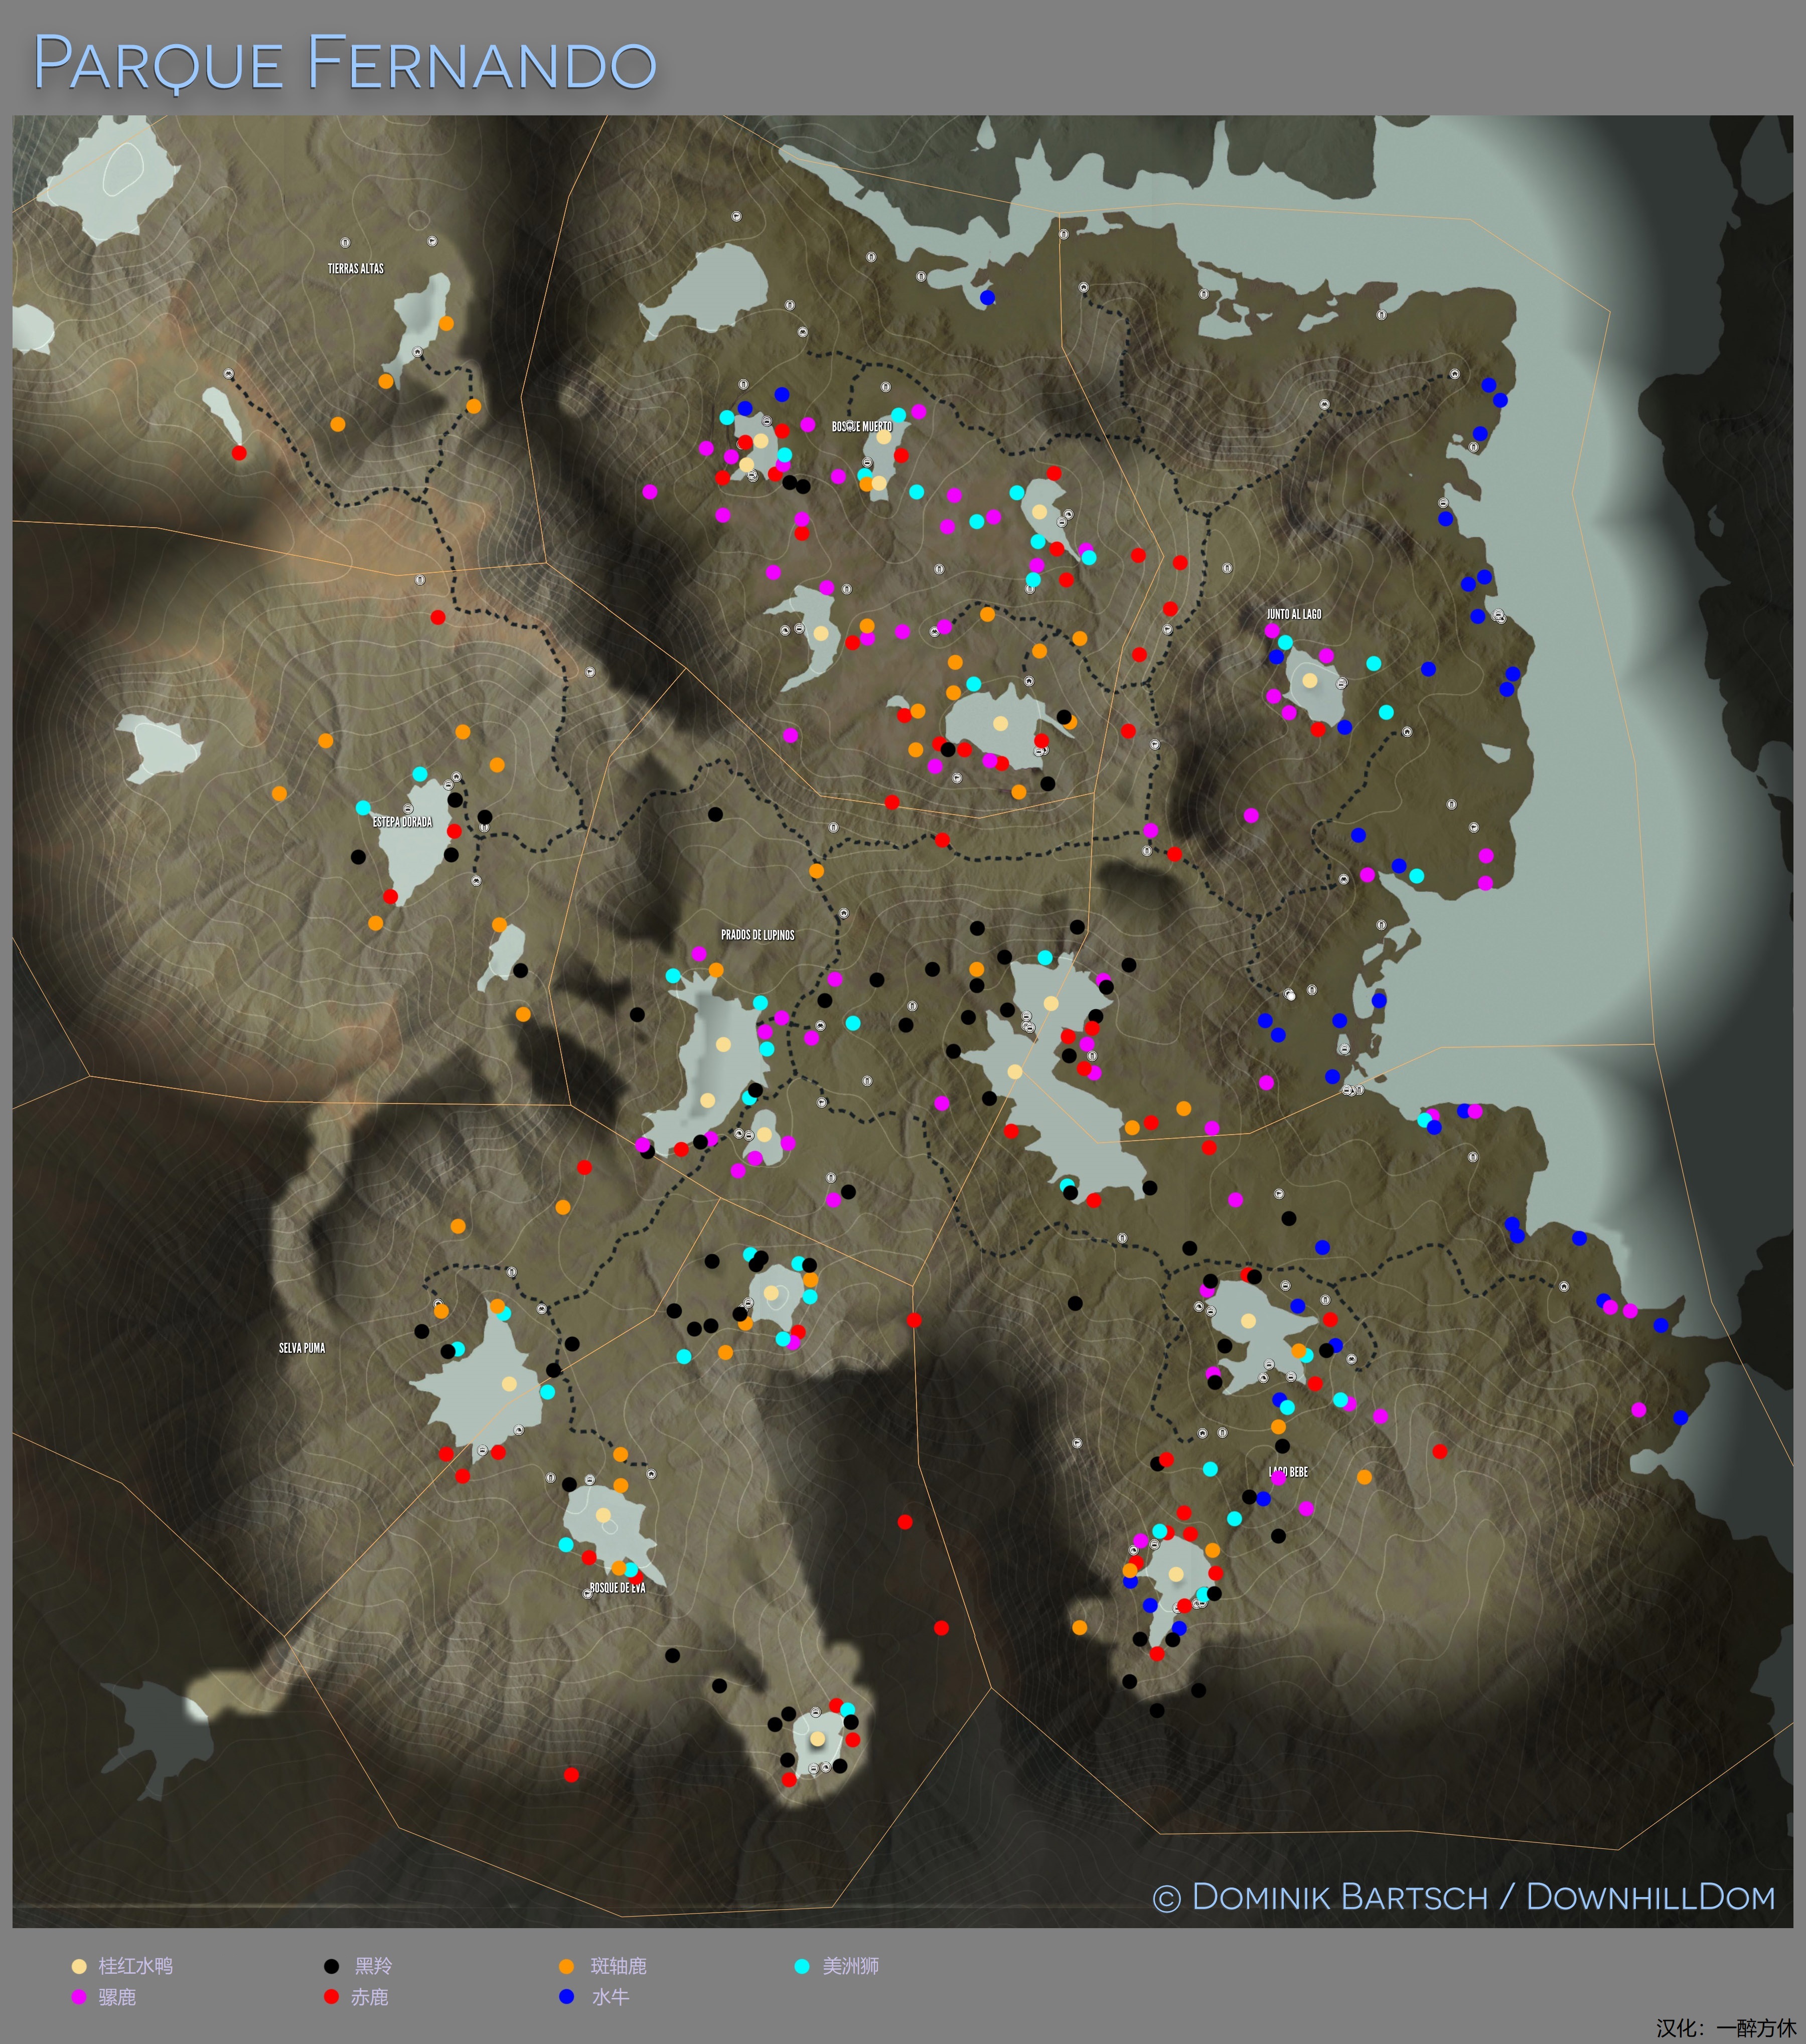 PARQUE FERNANDO
TIERRAS ALTAS
BOSQUE MUERTO
JUNTO AL LAGO
ESTEPA DORADA
PRADOS DE LUPINOS
SELVA PUMA
LAGO BEBE
BOSQUE DE EVA
© DOMINIK BARTSCH / DOWNHILLDOM
桂红水鸭 黑羚 斑轴鹿 美洲狮
骡鹿 赤鹿 水牛
汉化：一醉方休